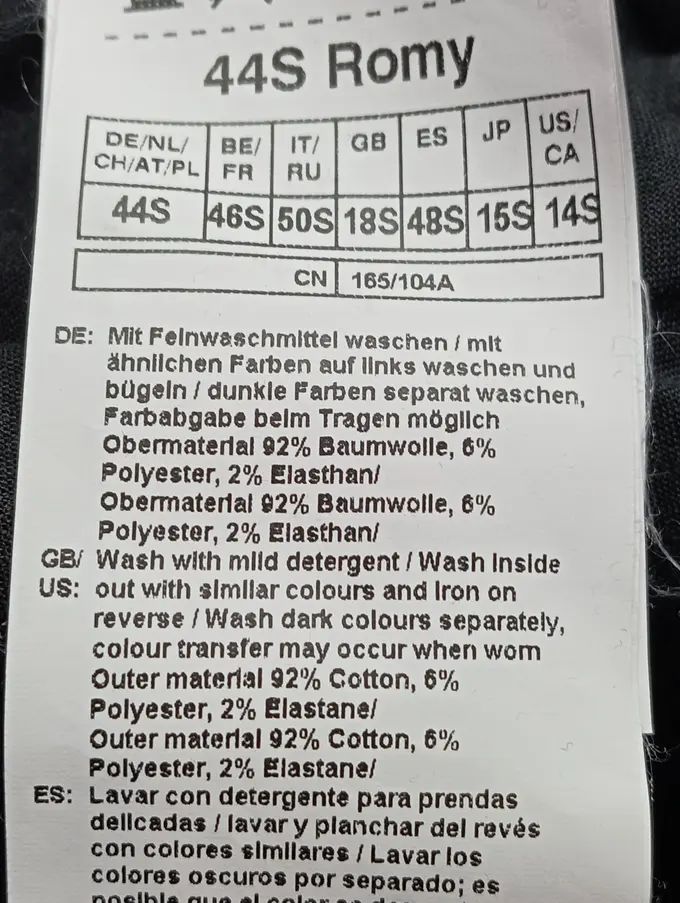 44S Romy
DE/NL/ CH/AT/PL BE/ FR IT/ RU GB ES JP US/ CA
44S 46S 50S 18S 48S 15S 14S
CN 165/104A
DE: Mit Feinwaschmittel waschen / mit
ähnlichen Farben auf links waschen und
bügeln / dunkle Farben separat waschen,
Farbabgabe beim Tragen möglich
Obermaterial 92% Baumwolle, 6%
Polyester, 2% Elasthan/
Obermaterial 92% Baumwolle, 6%
Polyester, 2% Elasthan/
GB/ Wash with mild detergent / Wash inside
US: out with similar colours and iron on
reverse / Wash dark colours separately,
colour transfer may occur when worn
Outer material 92% Cotton, 6%
Polyester, 2% Elastane/
Outer material 92% Cotton, 6%
Polyester, 2% Elastane/
ES: Lavar con detergente para prendas
delicadas / lavar y planchar del revés
con colores similares / Lavar los
colores oscuros por separado; es
posible que el color